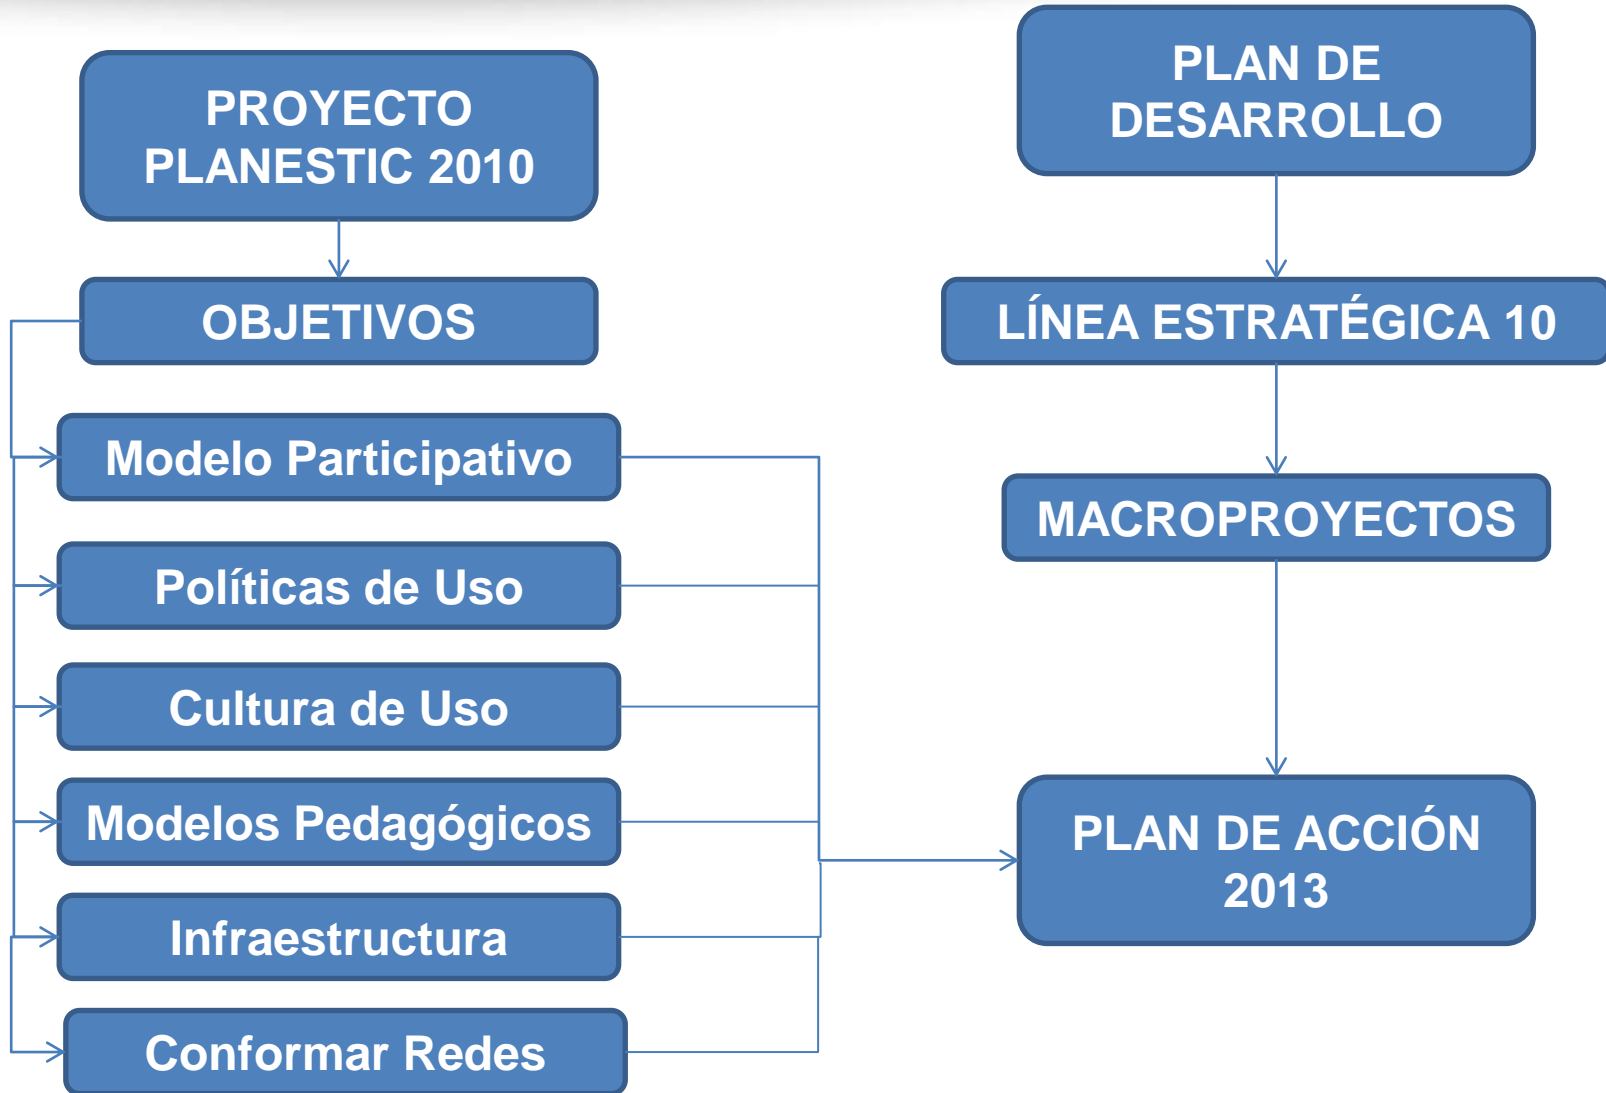 PROYECTO
PLANESTIC 2010
OBJETIVOS
Modelo Participativo
Políticas de Uso
Cultura de Uso
Modelos Pedagógicos
Infraestructura
Conformar Redes
PLAN DE
DESARROLLO
LÍNEA ESTRATÉGICA 10
MACROPROYECTOS
PLAN DE ACCIÓN
2013